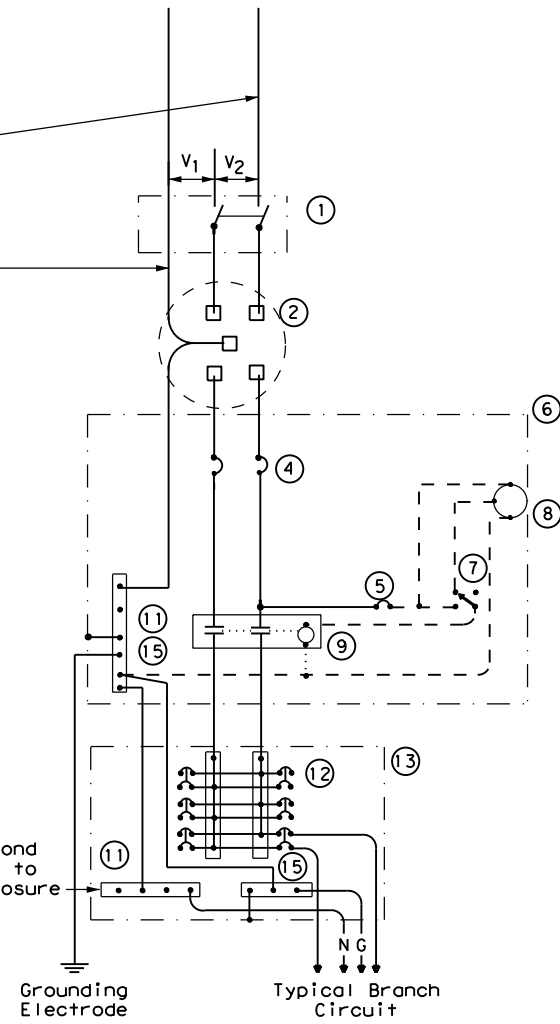 V1 V2
1
2
6
4
8
7
5
11
9
15
13
12
11
15
ond
to
osure
N G
Grounding
Electrode
Typical Branch
Circuit